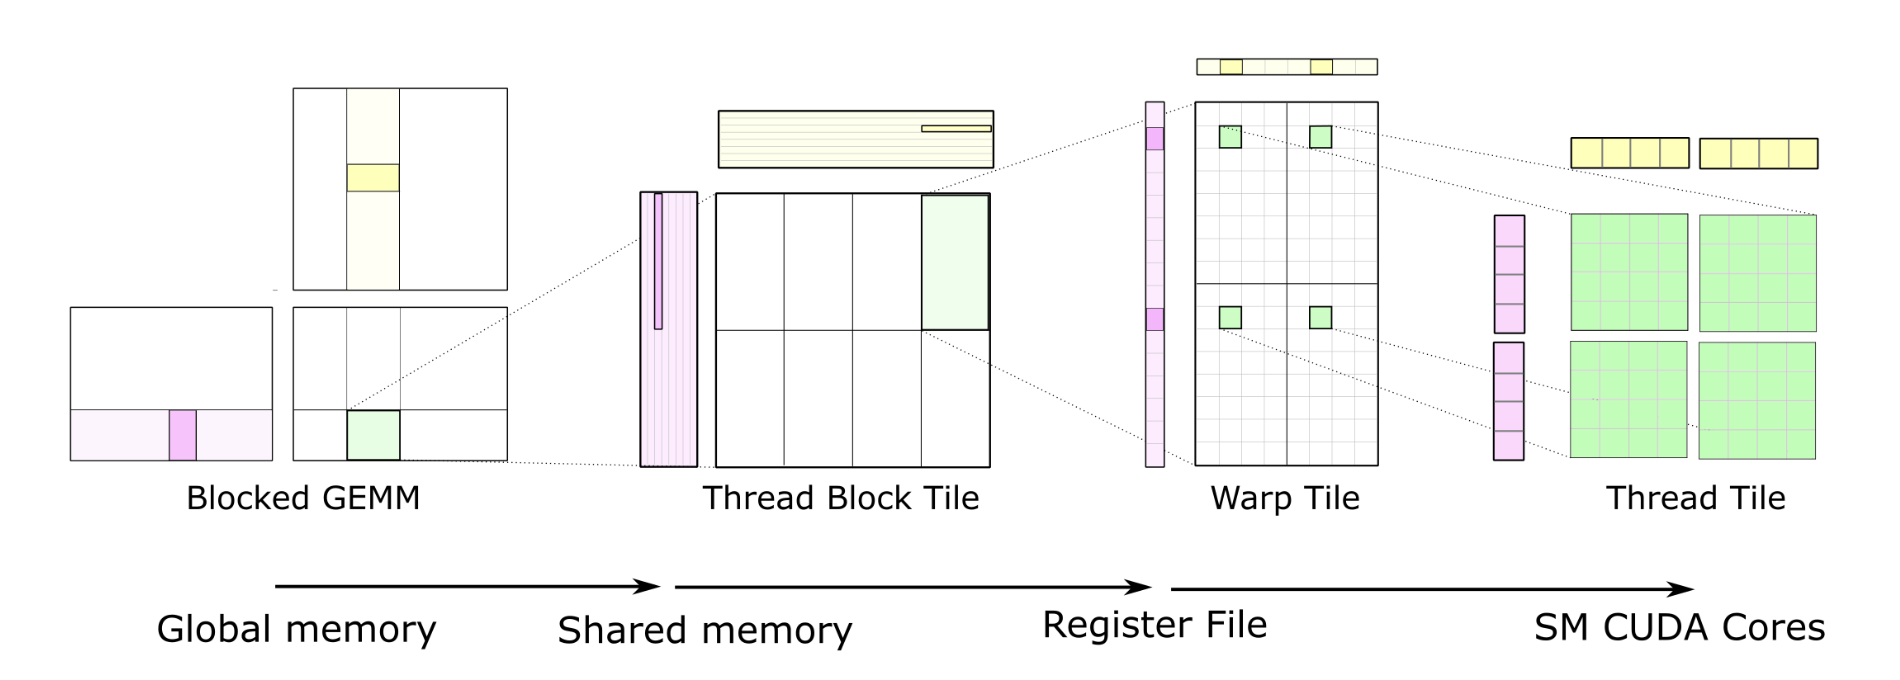 Blocked GEMM
Thread Block Tile
Warp Tile
Thread Tile
Global memory
Shared memory
Register File
SM CUDA Cores